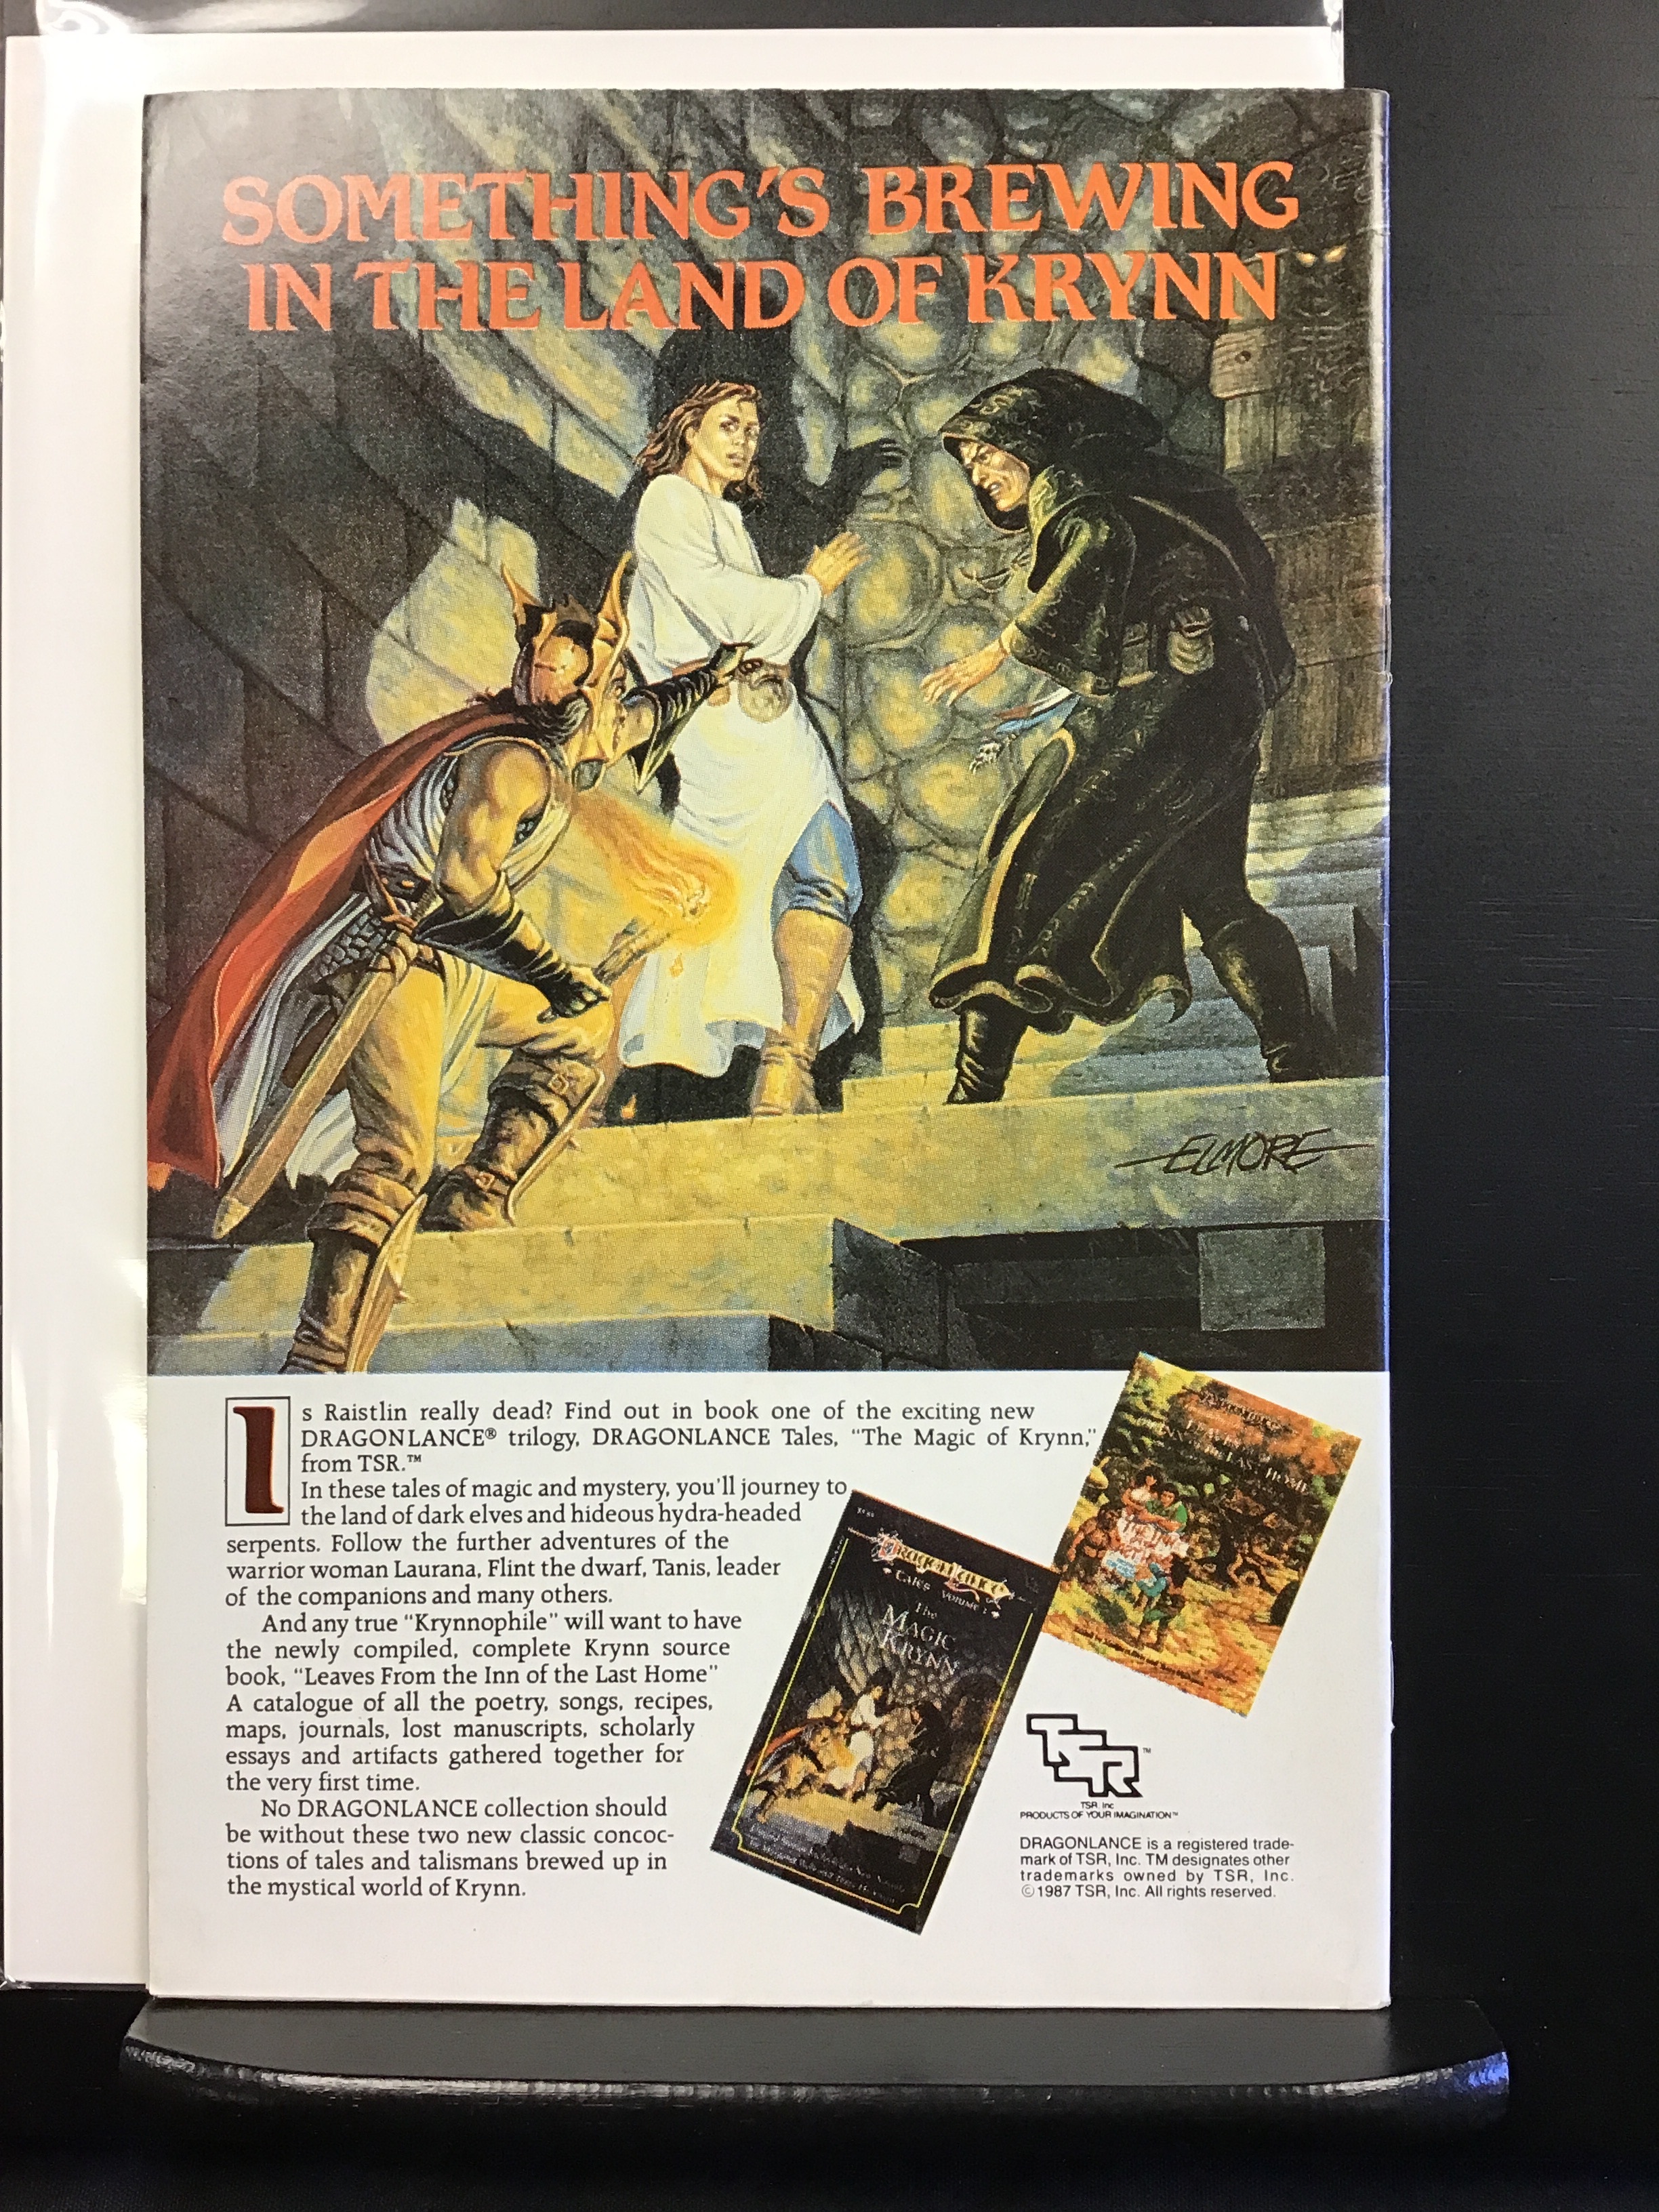 SOMETHING'S BREWING
IN THE LAND OF KRYNN
ELMORE
Is Raistlin really dead? Find out in book one of the exciting new
DRAGONLANCE® trilogy, DRAGONLANCE Tales, "The Magic of Krynn,"
from TSR.™
In these tales of magic and mystery, you'll journey to
the land of dark elves and hideous hydra-headed
serpents. Follow the further adventures of the
warrior woman Laurana, Flint the dwarf, Tanis, leader
of the companions and many others.
And any true "Krynnophile" will want to have
the newly compiled, complete Krynn source
book, "Leaves From the Inn of the Last Home"
A catalogue of all the poetry, songs, recipes,
maps, journals, lost manuscripts, scholarly
essays and artifacts gathered together for
the very first time.
No DRAGONLANCE collection should
be without these two new classic concoc-
tions of tales and talismans brewed up in
the mystical world of Krynn.
DragonLance
Tales Volume 1
The
MAGIC
KRYNN
LAST HOME
TSR ™
TSR, Inc.
PRODUCTS OF YOUR IMAGINATION™
DRAGONLANCE is a registered trade-
mark of TSR, Inc. TM designates other
trademarks owned by TSR, Inc.
©1987 TSR, Inc. All rights reserved.